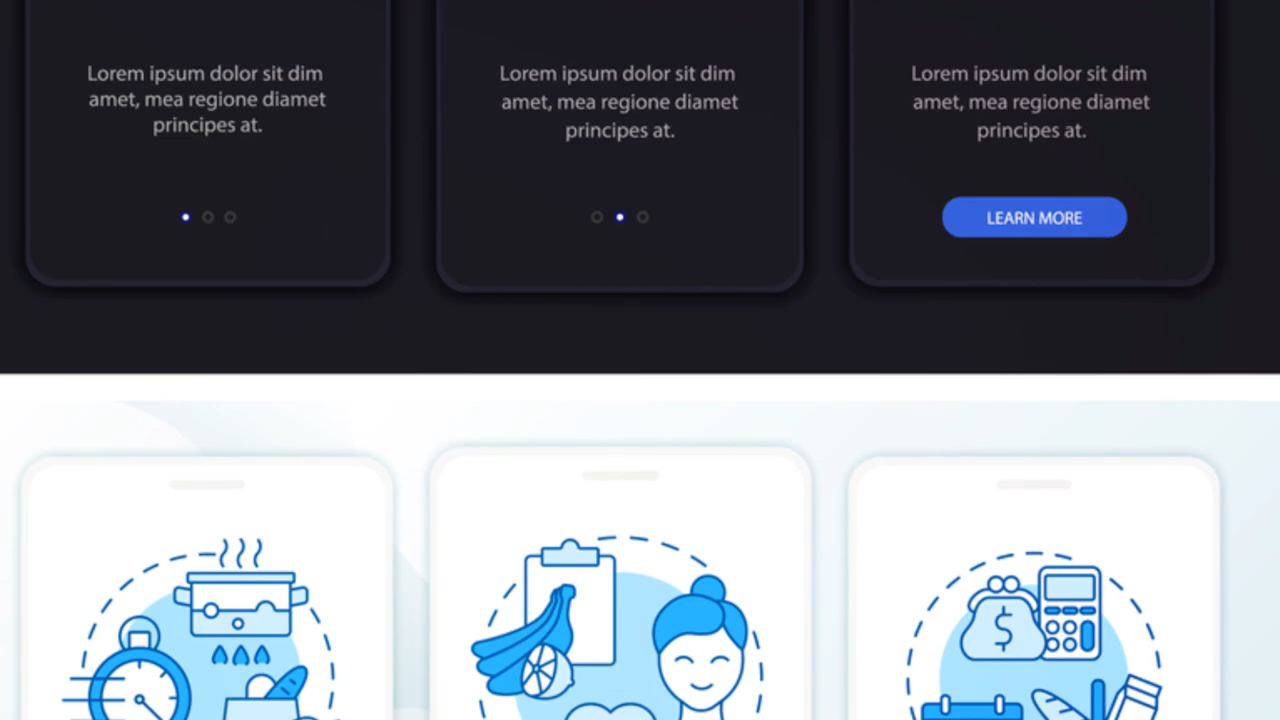 Lorem ipsum dolor sit dim
amet, mea regione diamet
principes at.
Lorem ipsum dolor sit dim
amet, mea regione diamet
principes at.
Lorem ipsum dolor sit dim
amet, mea regione diamet
principes at.
LEARN MORE
$